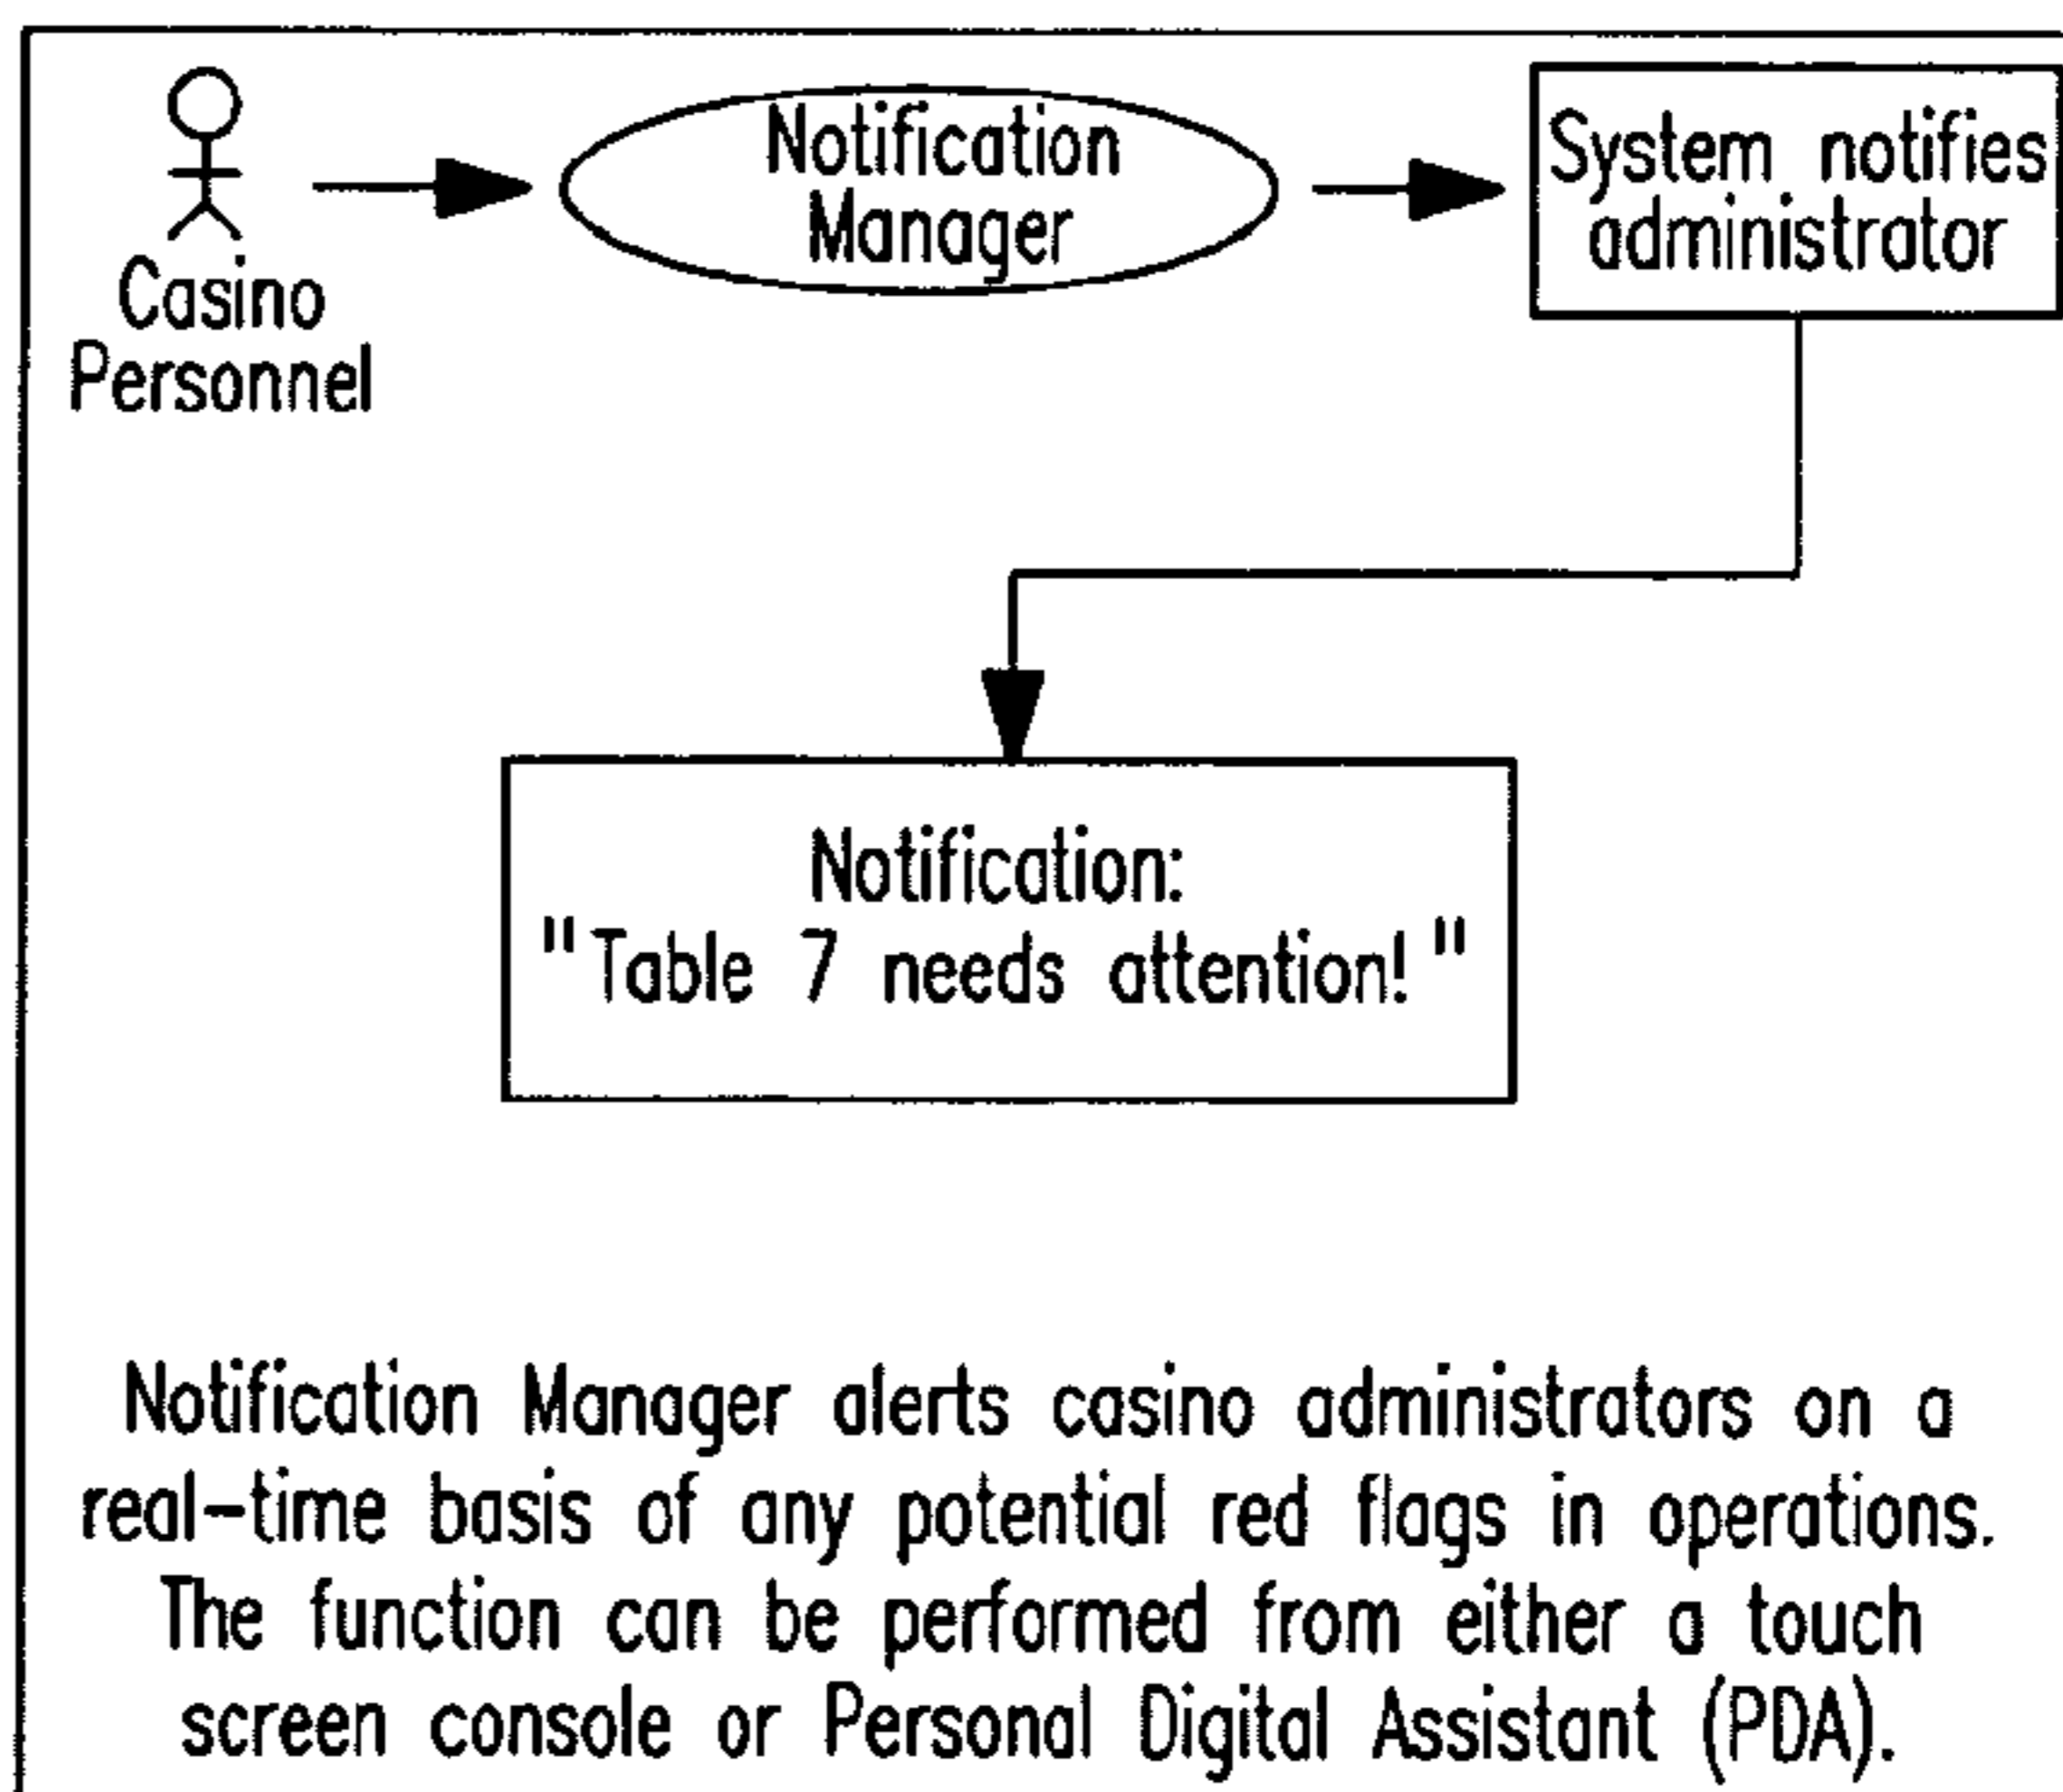 Casino
Personnel
Notification
Manager
System notifies
administrator
Notification:
"Table 7 needs attention!"
Notification Manager alerts casino administrators on a
real-time basis of any potential red flags in operations.
The function can be performed from either a touch
screen console or Personal Digital Assistant (PDA).